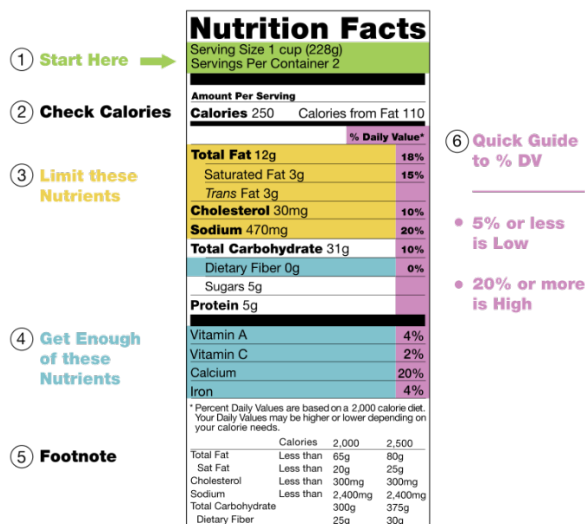 Nutrition Facts
1 Start Here
Serving Size 1 cup (228g)
Servings Per Container 2
Amount Per Serving
2 Check Calories
Calories 250 Calories from Fat 110
% Daily Value*
3 Limit these
Nutrients
Total Fat 12g 18%
Saturated Fat 3g 15%
Trans Fat 3g
Cholesterol 30mg 10%
Sodium 470mg 20%
Total Carbohydrate 31g 10%
Dietary Fiber 0g 0%
Sugars 5g
Protein 5g
4 Get Enough
of these
Nutrients
Vitamin A 4%
Vitamin C 2%
Calcium 20%
Iron 4%
* Percent Daily Values are based on a 2,000 calorie diet.
Your Daily Values may be higher or lower depending on
your calorie needs.
5 Footnote
Calories 2,000 2,500
Total Fat Less than 65g 80g
Sat Fat Less than 20g 25g
Cholesterol Less than 300mg 300mg
Sodium Less than 2,400mg 2,400mg
Total Carbohydrate 300g 375g
Dietary Fiber 25g 30g
6 Quick Guide
to % DV
• 5% or less
is Low
• 20% or more
is High